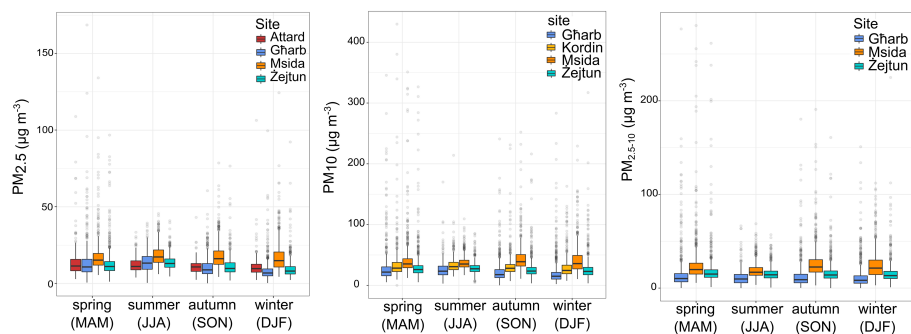 Site
Attard
Għarb
Msida
Żejtun
PM2.5 (µg m-3)
150
100
50
0
spring
(MAM)
summer
(JJA)
autumn
(SON)
winter
(DJF)
site
Għarb
Kordin
Msida
Żejtun
PM10 (µg m-3)
400
300
200
100
0
spring
(MAM)
summer
(JJA)
autumn
(SON)
winter
(DJF)
Site
Għarb
Msida
Żejtun
PM2.5-10 (µg m-3)
200
100
0
spring
(MAM)
summer
(JJA)
autumn
(SON)
winter
(DJF)